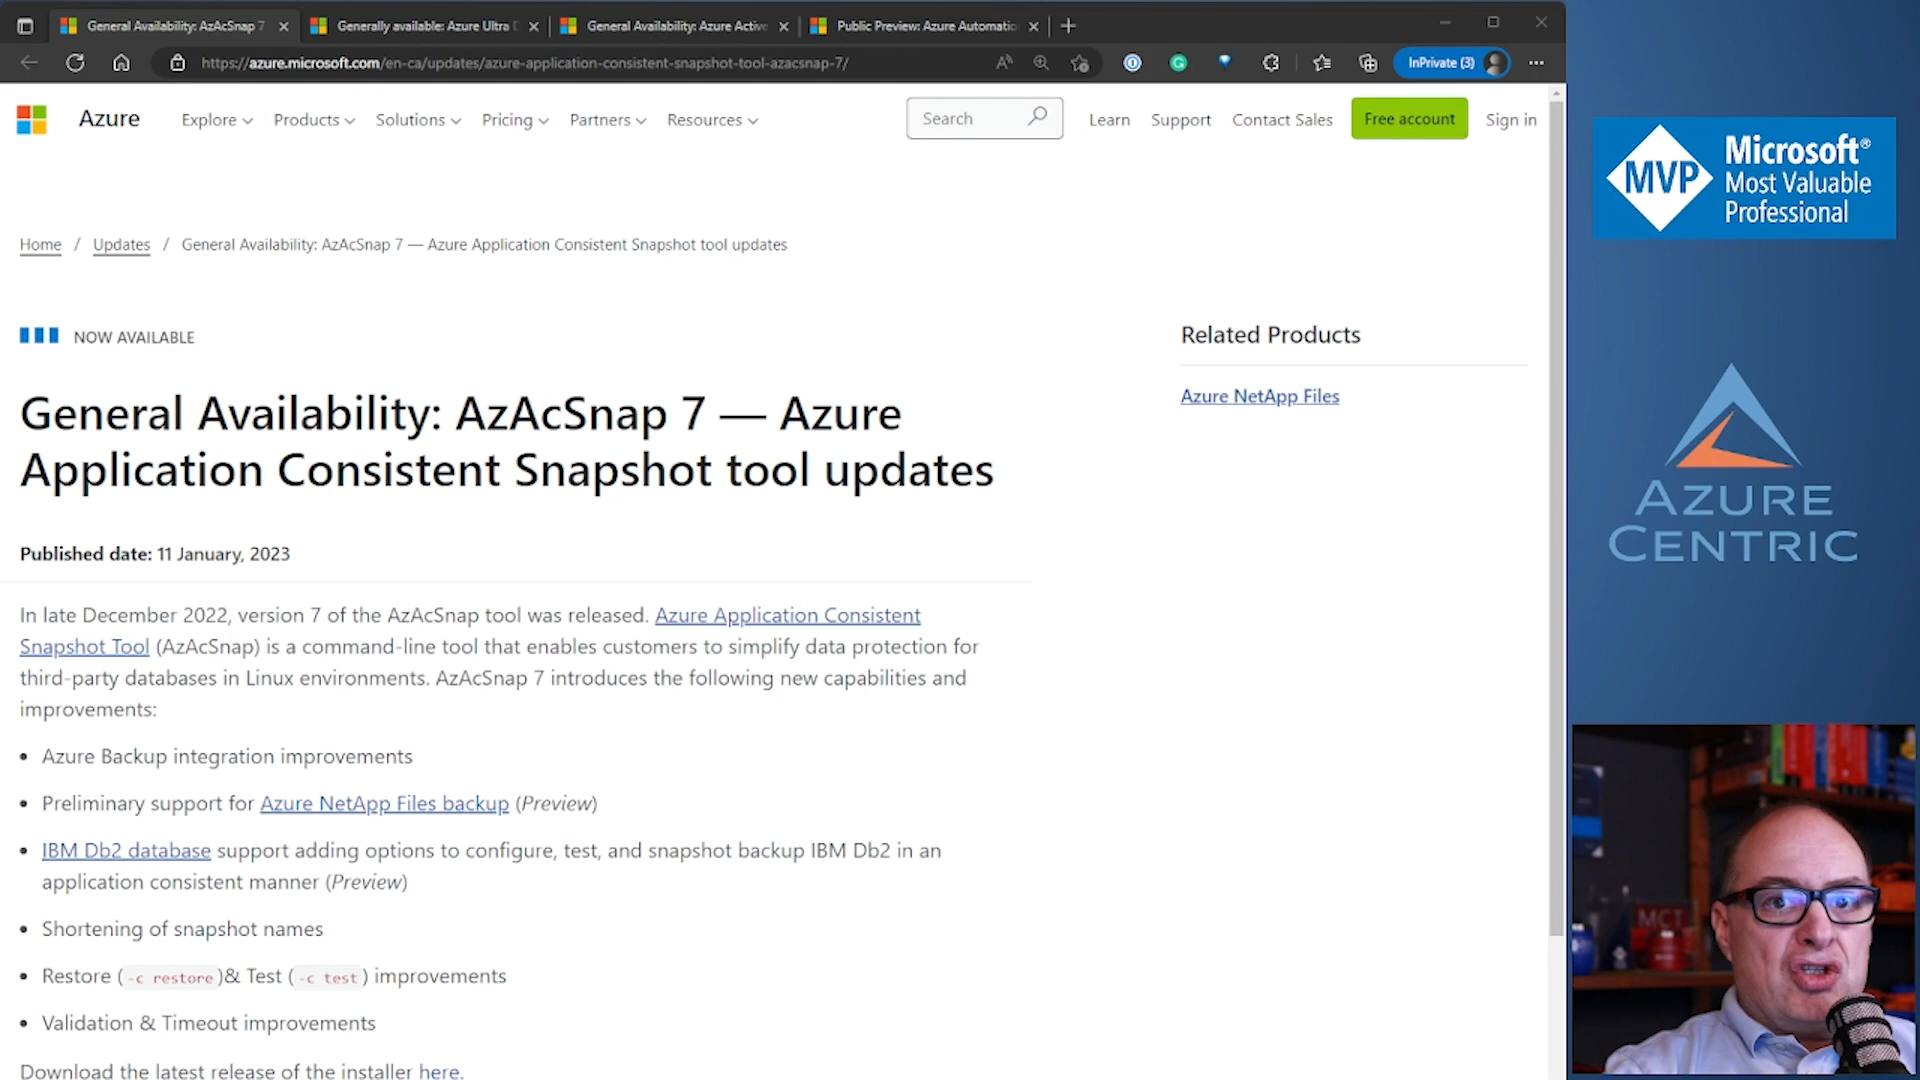 General Availability: AzAcSnap 7
Generally available: Azure Ultra D
General Availability: Azure Active
Public Preview: Azure Automatic
https://azure.microsoft.com/en-ca/updates/azure-application-consistent-snapshot-tool-azacsnap-7/
InPrivate (3)
Azure
Explore
Products
Solutions
Pricing
Partners
Resources
Search
Learn
Support
Contact Sales
Free account
Sign in
Home / Updates / General Availability: AzAcSnap 7 — Azure Application Consistent Snapshot tool updates
NOW AVAILABLE
General Availability: AzAcSnap 7 — Azure
Application Consistent Snapshot tool updates
Published date: 11 January, 2023
In late December 2022, version 7 of the AzAcSnap tool was released. Azure Application Consistent
Snapshot Tool (AzAcSnap) is a command-line tool that enables customers to simplify data protection for
third-party databases in Linux environments. AzAcSnap 7 introduces the following new capabilities and
improvements:
• Azure Backup integration improvements
• Preliminary support for Azure NetApp Files backup (Preview)
• IBM Db2 database support adding options to configure, test, and snapshot backup IBM Db2 in an
application consistent manner (Preview)
• Shortening of snapshot names
• Restore (-c restore)& Test (-c test) improvements
• Validation & Timeout improvements
Download the latest release of the installer here.
Related Products
Azure NetApp Files
MVP
Microsoft®
Most Valuable
Professional
AZURE
CENTRIC
MCT